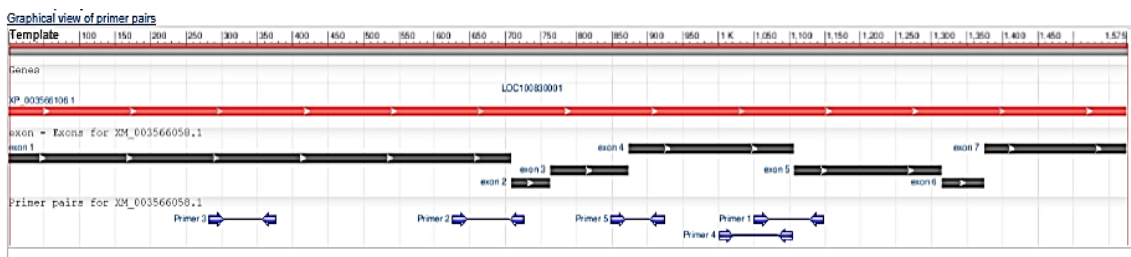 Graphical view of primer pairs
Template |100 |150 |200 |250 |300 |350 |400 |450 |500 |550 |600 |650 |700 |750 |800 |850 |900 |950 |1 K |1,050 |1,100 |1,150 |1,200 |1,250 |1,300 |1,350 |1,400 |1,450 1,575
Genes
LOC100830001
XP_003566106.1
exon - Exons for XM_003566058.1
exon 1
exon 4
exon 7
exon 3
exon 5
exon 2
exon 6
Primer pairs for XM_003566058.1
Primer 3
Primer 2
Primer 5
Primer 1
Primer 4